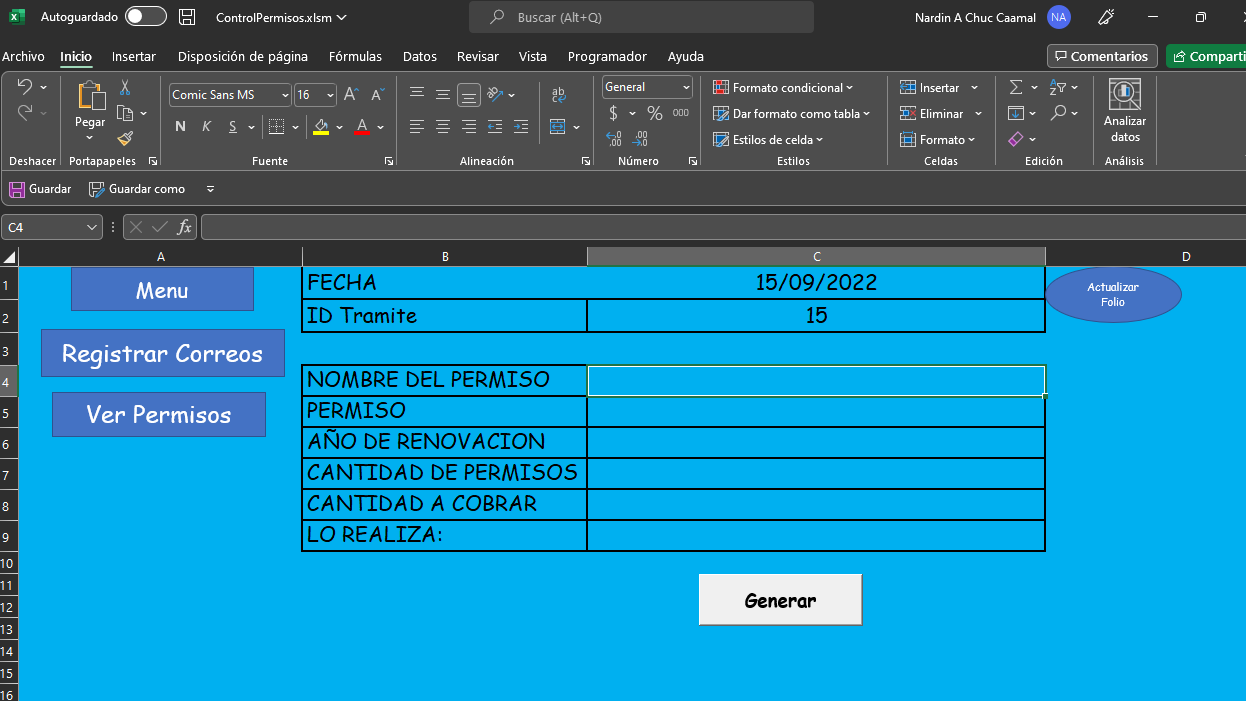 Autoguardado ControlPermisos.xlsm Buscar (Alt+Q) Nardin A Chuc Caamal NA
Archivo Inicio Insertar Disposición de página Fórmulas Datos Revisar Vista Programador Ayuda Comentarios Comparti
Pegar Comic Sans MS 16 A A ab General Formato condicional Insertar Analizar datos
N K S A $ % 000 Dar formato como tabla Eliminar
Estilos de celda Formato
Deshacer Portapapeles Fuente Alineación Número Estilos Celdas Edición Análisis
Guardar Guardar como
C4 fx
A B C D
1 Menu FECHA 15/09/2022 Actualizar Folio
2 ID Tramite 15
3 Registrar Correos
4 NOMBRE DEL PERMISO
5 Ver Permisos PERMISO
6 AÑO DE RENOVACION
7 CANTIDAD DE PERMISOS
8 CANTIDAD A COBRAR
9 LO REALIZA:
10
11
12 Generar
13
14
15
16